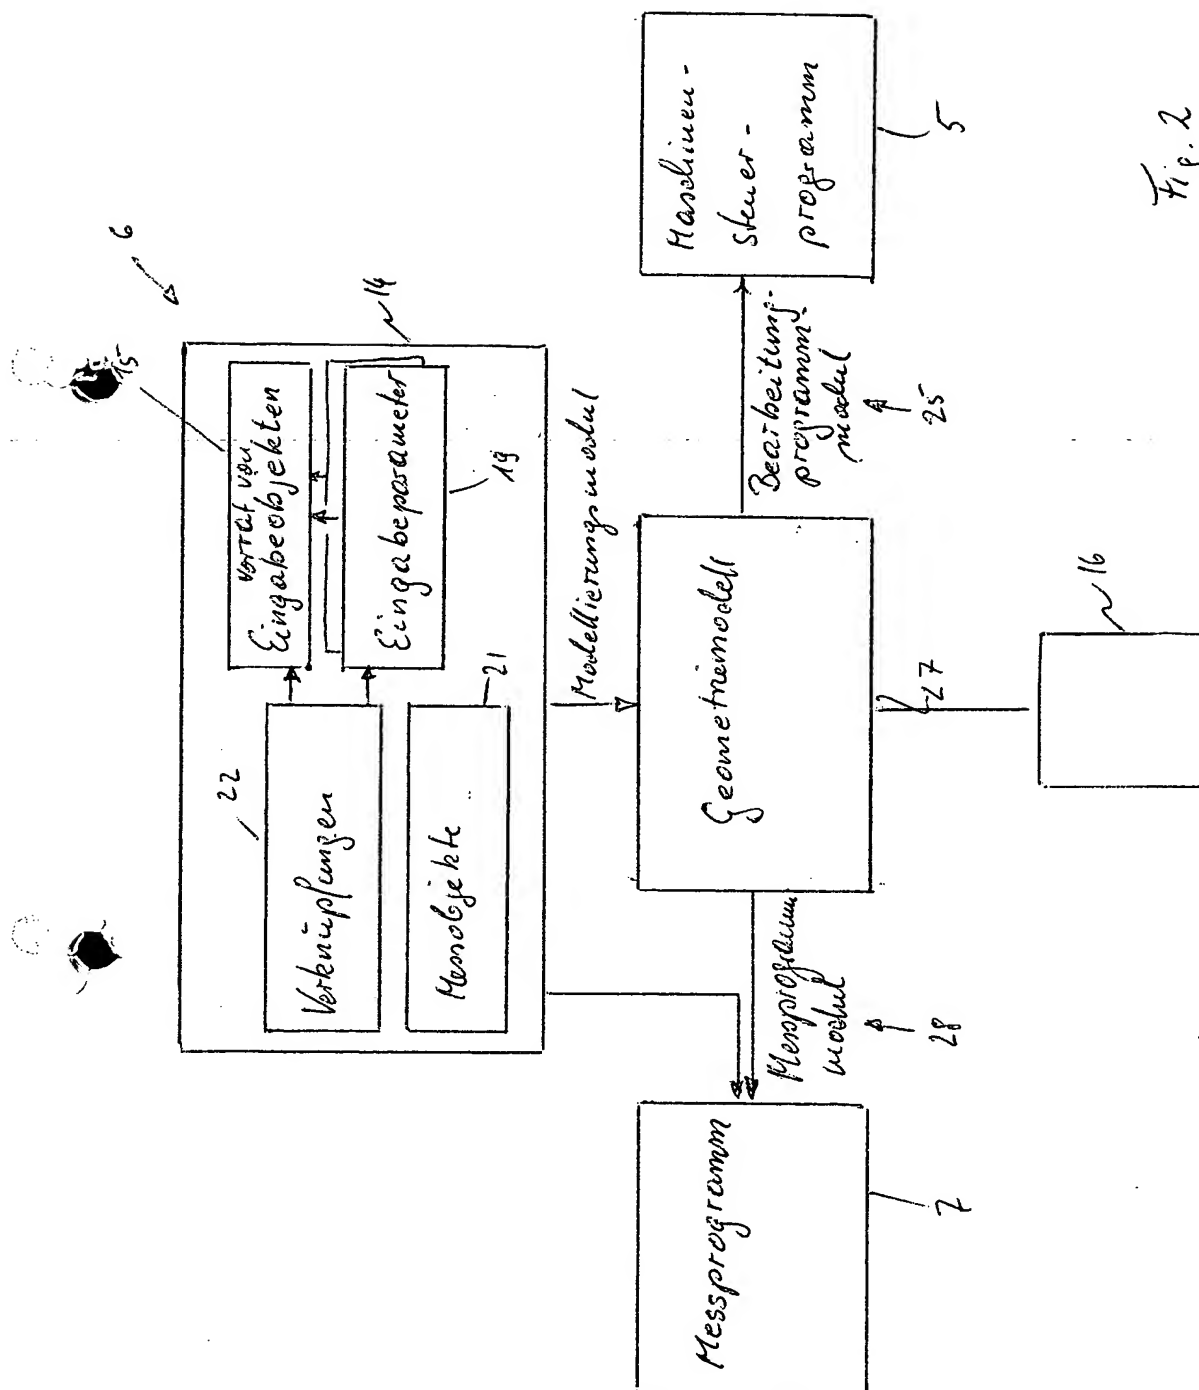 6
14
15
Vorrat von
Eingabeobjekten
Eingabeparameter
19
22
Verknüpfungen
Messobjekte
21
Modellierungsmodul
Geometriemodell
27
16
Bearbeitung-
programm-
modul
25
Maschinen-
steuer-
programm
5
Messprogramm
modul
28
Messprogramm
7
Fig. 2